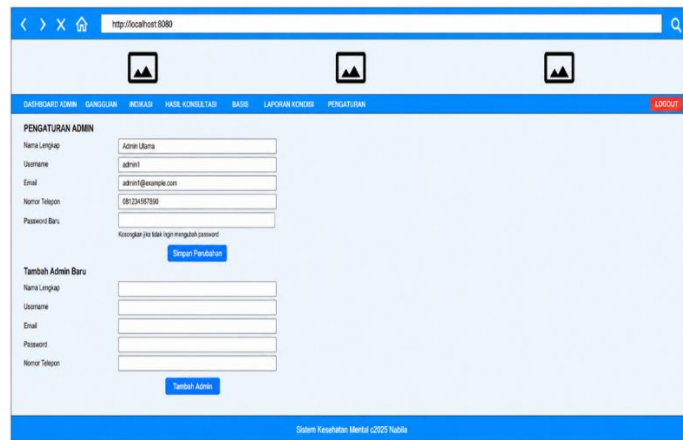 http://localhost:8080
DASHBOARD ADMIN GANGGUAN INDIKASI HASIL KONSULTASI BASIS LAPORAN KONDISI PENGATURAN LOGOUT
PENGATURAN ADMIN
Nama Lengkap Admin Utama
Username admin1
Email admin1@example.com
Nomor Telepon 081234567890
Password Baru
Kosongkan jika tidak ingin mengubah password
Simpan Perubahan
Tambah Admin Baru
Nama Lengkap
Username
Email
Password
Nomor Telepon
Tambah Admin
Sistem Kesehatan Mental c2025 Nabila